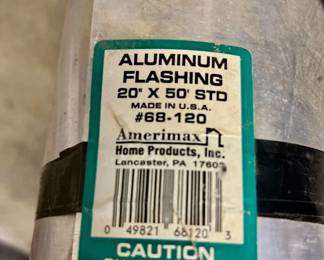 ALUMINUM
FLASHING
20" X 50' STD
MADE IN U.S.A.
#68-120
Amerimax
Home Products, Inc.
Lancaster, PA 17603
0 49821 68120 3
CAUTION